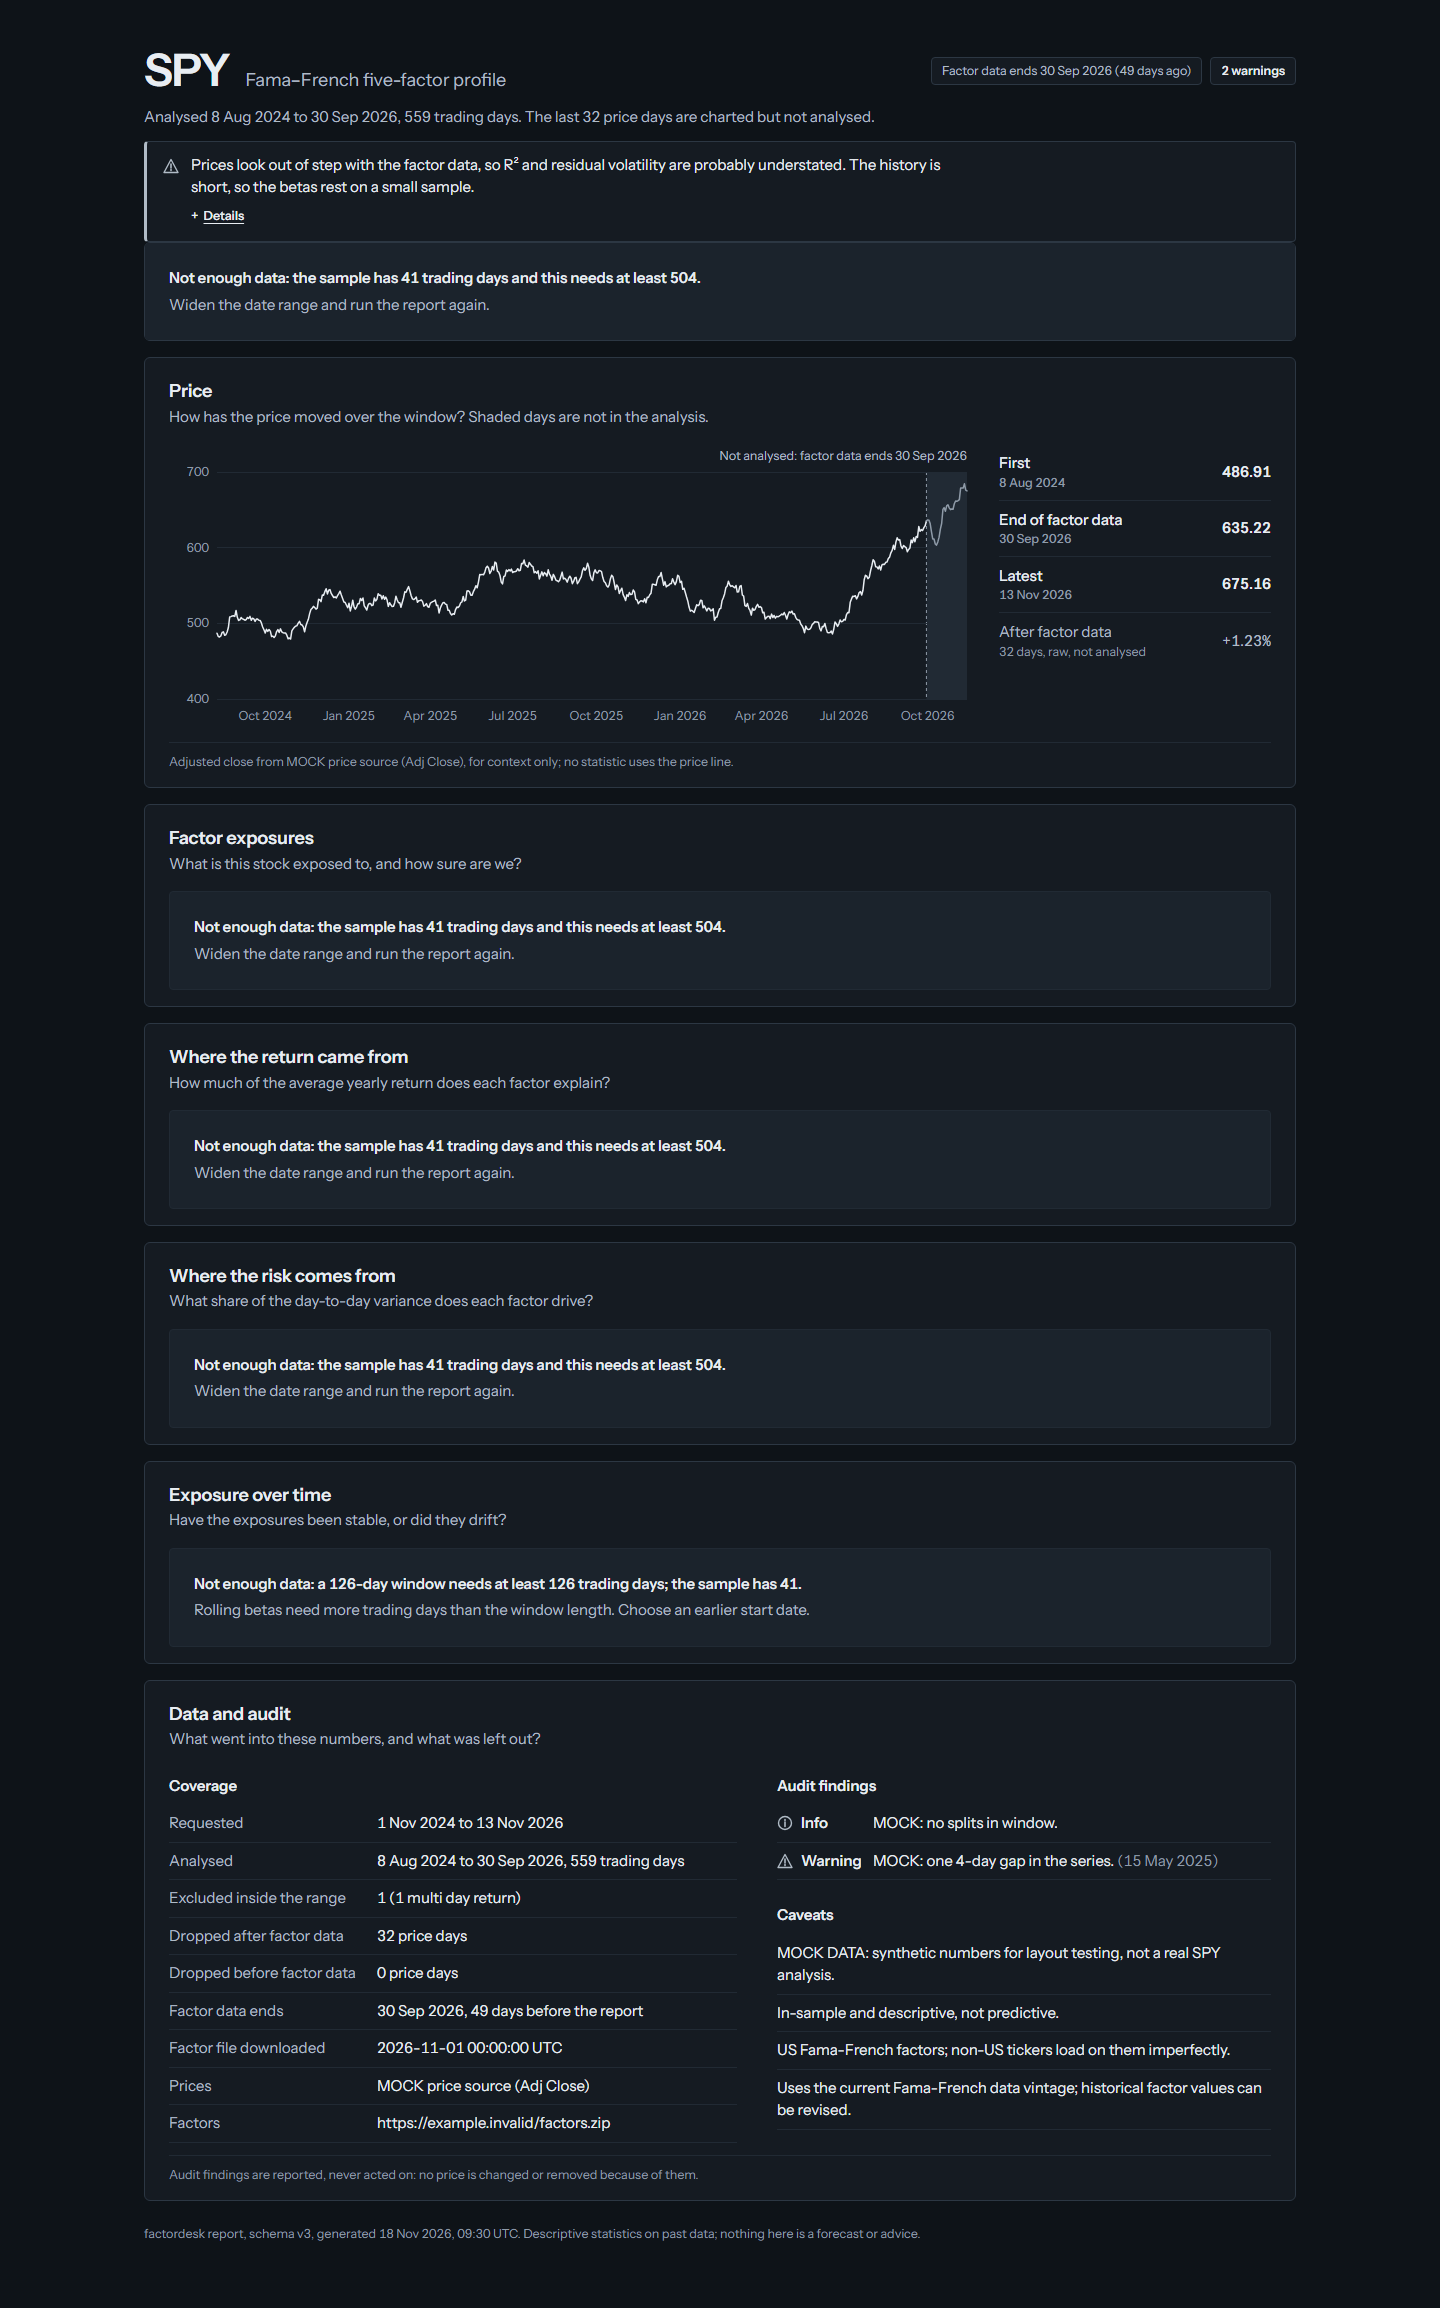 SPY Fama–French five-factor profile
Factor data ends 30 Sep 2026 (49 days ago)
2 warnings
Analysed 8 Aug 2024 to 30 Sep 2026, 559 trading days. The last 32 price days are charted but not analysed.
Prices look out of step with the factor data, so R² and residual volatility are probably understated. The history is
short, so the betas rest on a small sample.
+ Details
Not enough data: the sample has 41 trading days and this needs at least 504.
Widen the date range and run the report again.
Price
How has the price moved over the window? Shaded days are not in the analysis.
Not analysed: factor data ends 30 Sep 2026
700
600
500
400
Oct 2024 Jan 2025 Apr 2025 Jul 2025 Oct 2025 Jan 2026 Apr 2026 Jul 2026 Oct 2026
First
8 Aug 2024
486.91
End of factor data
30 Sep 2026
635.22
Latest
13 Nov 2026
675.16
After factor data
32 days, raw, not analysed
+1.23%
Adjusted close from MOCK price source (Adj Close), for context only; no statistic uses the price line.
Factor exposures
What is this stock exposed to, and how sure are we?
Not enough data: the sample has 41 trading days and this needs at least 504.
Widen the date range and run the report again.
Where the return came from
How much of the average yearly return does each factor explain?
Not enough data: the sample has 41 trading days and this needs at least 504.
Widen the date range and run the report again.
Where the risk comes from
What share of the day-to-day variance does each factor drive?
Not enough data: the sample has 41 trading days and this needs at least 504.
Widen the date range and run the report again.
Exposure over time
Have the exposures been stable, or did they drift?
Not enough data: a 126-day window needs at least 126 trading days; the sample has 41.
Rolling betas need more trading days than the window length. Choose an earlier start date.
Data and audit
What went into these numbers, and what was left out?
Coverage
Requested 1 Nov 2024 to 13 Nov 2026
Analysed 8 Aug 2024 to 30 Sep 2026, 559 trading days
Excluded inside the range 1 (1 multi day return)
Dropped after factor data 32 price days
Dropped before factor data 0 price days
Factor data ends 30 Sep 2026, 49 days before the report
Factor file downloaded 2026-11-01 00:00:00 UTC
Prices MOCK price source (Adj Close)
Factors https://example.invalid/factors.zip
Audit findings
Info MOCK: no splits in window.
Warning MOCK: one 4-day gap in the series. (15 May 2025)
Caveats
MOCK DATA: synthetic numbers for layout testing, not a real SPY
analysis.
In-sample and descriptive, not predictive.
US Fama-French factors; non-US tickers load on them imperfectly.
Uses the current Fama-French data vintage; historical factor values can
be revised.
Audit findings are reported, never acted on: no price is changed or removed because of them.
factordesk report, schema v3, generated 18 Nov 2026, 09:30 UTC. Descriptive statistics on past data; nothing here is a forecast or advice.